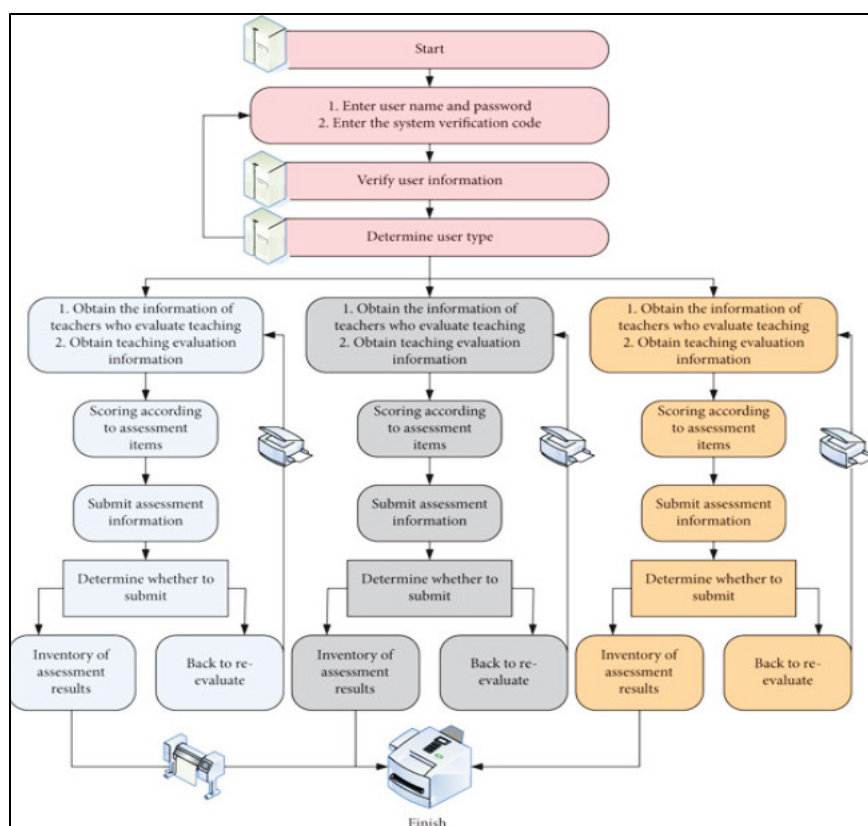 Start
1. Enter user name and password
2. Enter the system verification code
Verify user information
Determine user type
1. Obtain the information of
teachers who evaluate teaching
2. Obtain teaching evaluation
information
1. Obtain the information of
teachers who evaluate teaching
2. Obtain teaching evaluation
information
1. Obtain the information of
teachers who evaluate teaching
2. Obtain teaching evaluation
information
Scoring according
to assessment
items
Scoring according
to assessment
items
Scoring according
to assessment
items
Submit assessment
information
Submit assessment
information
Submit assessment
information
Determine whether to
submit
Determine whether to
submit
Determine whether to
submit
Inventory of
assessment
results
Back to re-
evaluate
Inventory of
assessment
results
Back to re-
evaluate
Inventory of
assessment
results
Back to re-
evaluate
Finish